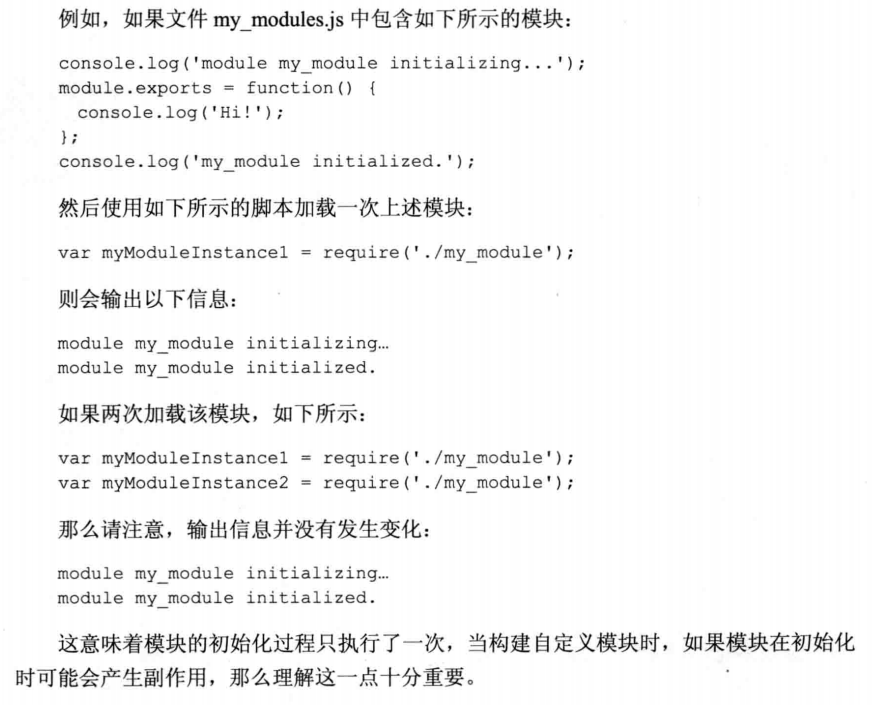 例如，如果文件 my_modules.js 中包含如下所示的模块：
console.log('module my_module initializing...');
module.exports = function() {
  console.log('Hi!');
};
console.log('my_module initialized.');
然后使用如下所示的脚本加载一次上述模块：
var myModuleInstance1 = require('./my_module');
则会输出以下信息：
module my_module initializing…
module my_module initialized.
如果两次加载该模块，如下所示：
var myModuleInstance1 = require('./my_module');
var myModuleInstance2 = require('./my_module');
那么请注意，输出信息并没有发生变化：
module my_module initializing…
module my_module initialized.
这意味着模块的初始化过程只执行了一次，当构建自定义模块时，如果模块在初始化
时可能会产生副作用，那么理解这一点十分重要。